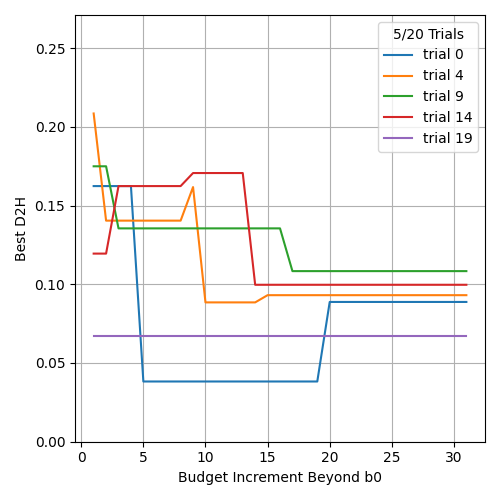 5/20 Trials
trial 0
trial 4
trial 9
trial 14
trial 19
Best D2H
0.25
0.20
0.15
0.10
0.05
0.00
0 5 10 15 20 25 30
Budget Increment Beyond b0